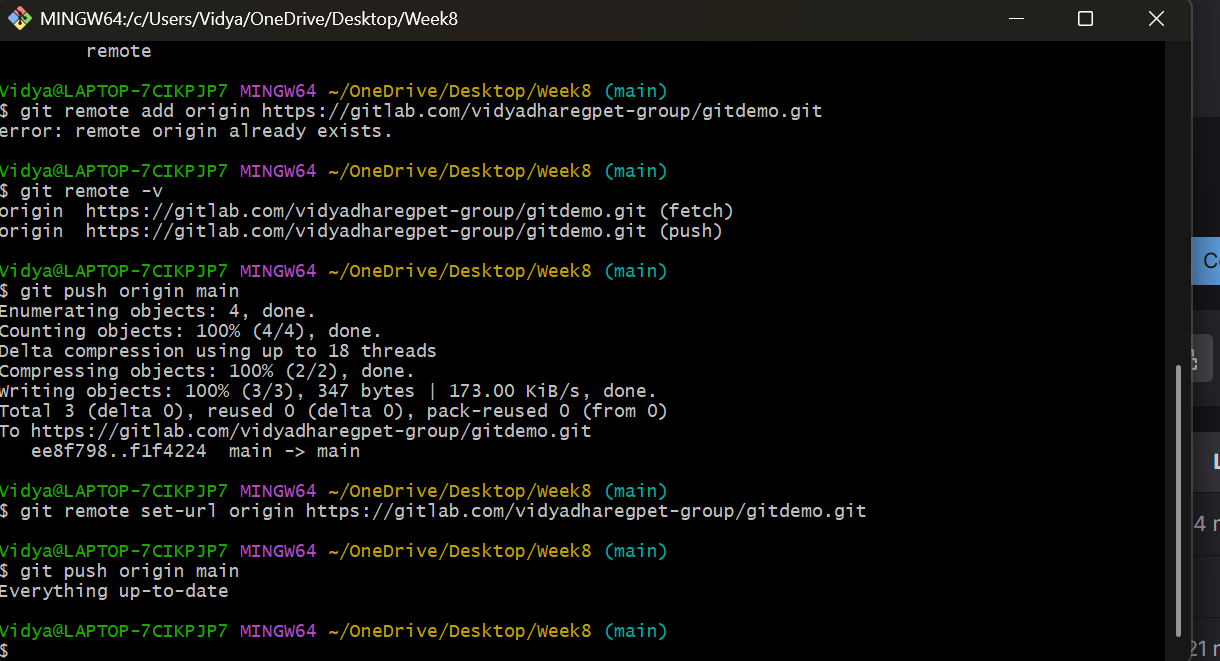 MINGW64:/c/Users/Vidya/OneDrive/Desktop/Week8
remote
Vidya@LAPTOP-7CIKPJP7 MINGW64 ~/OneDrive/Desktop/Week8 (main)
$ git remote add origin https://gitlab.com/vidyadharegpet-group/gitdemo.git
error: remote origin already exists.
Vidya@LAPTOP-7CIKPJP7 MINGW64 ~/OneDrive/Desktop/Week8 (main)
$ git remote -v
origin  https://gitlab.com/vidyadharegpet-group/gitdemo.git (fetch)
origin  https://gitlab.com/vidyadharegpet-group/gitdemo.git (push)
Vidya@LAPTOP-7CIKPJP7 MINGW64 ~/OneDrive/Desktop/Week8 (main)
$ git push origin main
Enumerating objects: 4, done.
Counting objects: 100% (4/4), done.
Delta compression using up to 18 threads
Compressing objects: 100% (2/2), done.
Writing objects: 100% (3/3), 347 bytes | 173.00 KiB/s, done.
Total 3 (delta 0), reused 0 (delta 0), pack-reused 0 (from 0)
To https://gitlab.com/vidyadharegpet-group/gitdemo.git
ee8f798..f1f4224  main -> main
Vidya@LAPTOP-7CIKPJP7 MINGW64 ~/OneDrive/Desktop/Week8 (main)
$ git remote set-url origin https://gitlab.com/vidyadharegpet-group/gitdemo.git
Vidya@LAPTOP-7CIKPJP7 MINGW64 ~/OneDrive/Desktop/Week8 (main)
$ git push origin main
Everything up-to-date
Vidya@LAPTOP-7CIKPJP7 MINGW64 ~/OneDrive/Desktop/Week8 (main)
$